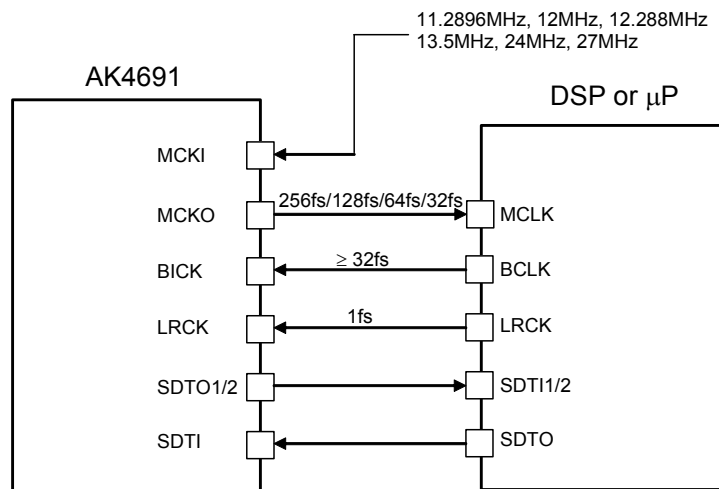 11.2896MHz, 12MHz, 12.288MHz
13.5MHz, 24MHz, 27MHz
AK4691
DSP or μP
MCKI
256fs/128fs/64fs/32fs
MCKO
MCLK
BICK
≥ 32fs
BCLK
LRCK
1fs
LRCK
SDTO1/2
SDTI1/2
SDTI
SDTO